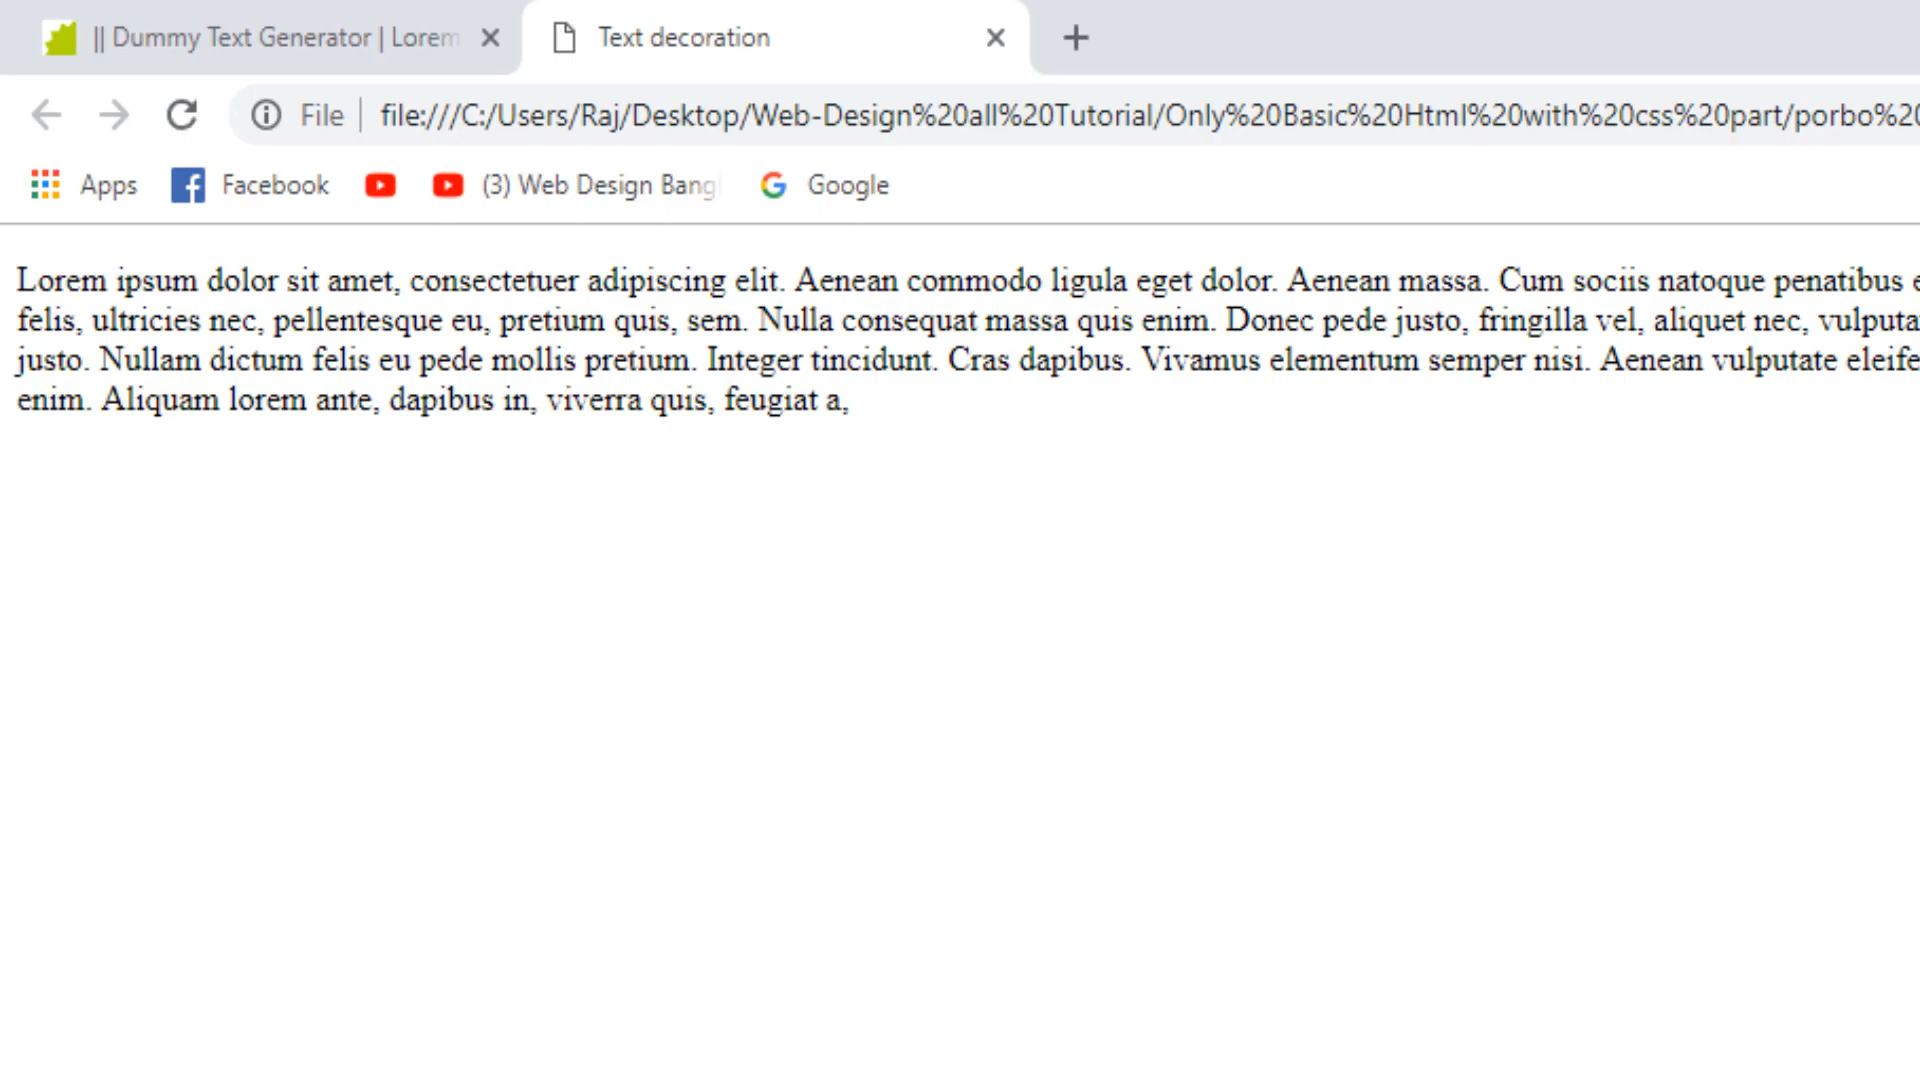 || Dummy Text Generator | Lorem
Text decoration
File
file:///C:/Users/Raj/Desktop/Web-Design%20all%20Tutorial/Only%20Basic%20Html%20with%20css%20part/porbo%20
Apps
Facebook
(3) Web Design Bang
Google
Lorem ipsum dolor sit amet, consectetuer adipiscing elit. Aenean commodo ligula eget dolor. Aenean massa. Cum sociis natoque penatibus e
felis, ultricies nec, pellentesque eu, pretium quis, sem. Nulla consequat massa quis enim. Donec pede justo, fringilla vel, aliquet nec, vulputa
justo. Nullam dictum felis eu pede mollis pretium. Integer tincidunt. Cras dapibus. Vivamus elementum semper nisi. Aenean vulputate eleife
enim. Aliquam lorem ante, dapibus in, viverra quis, feugiat a,